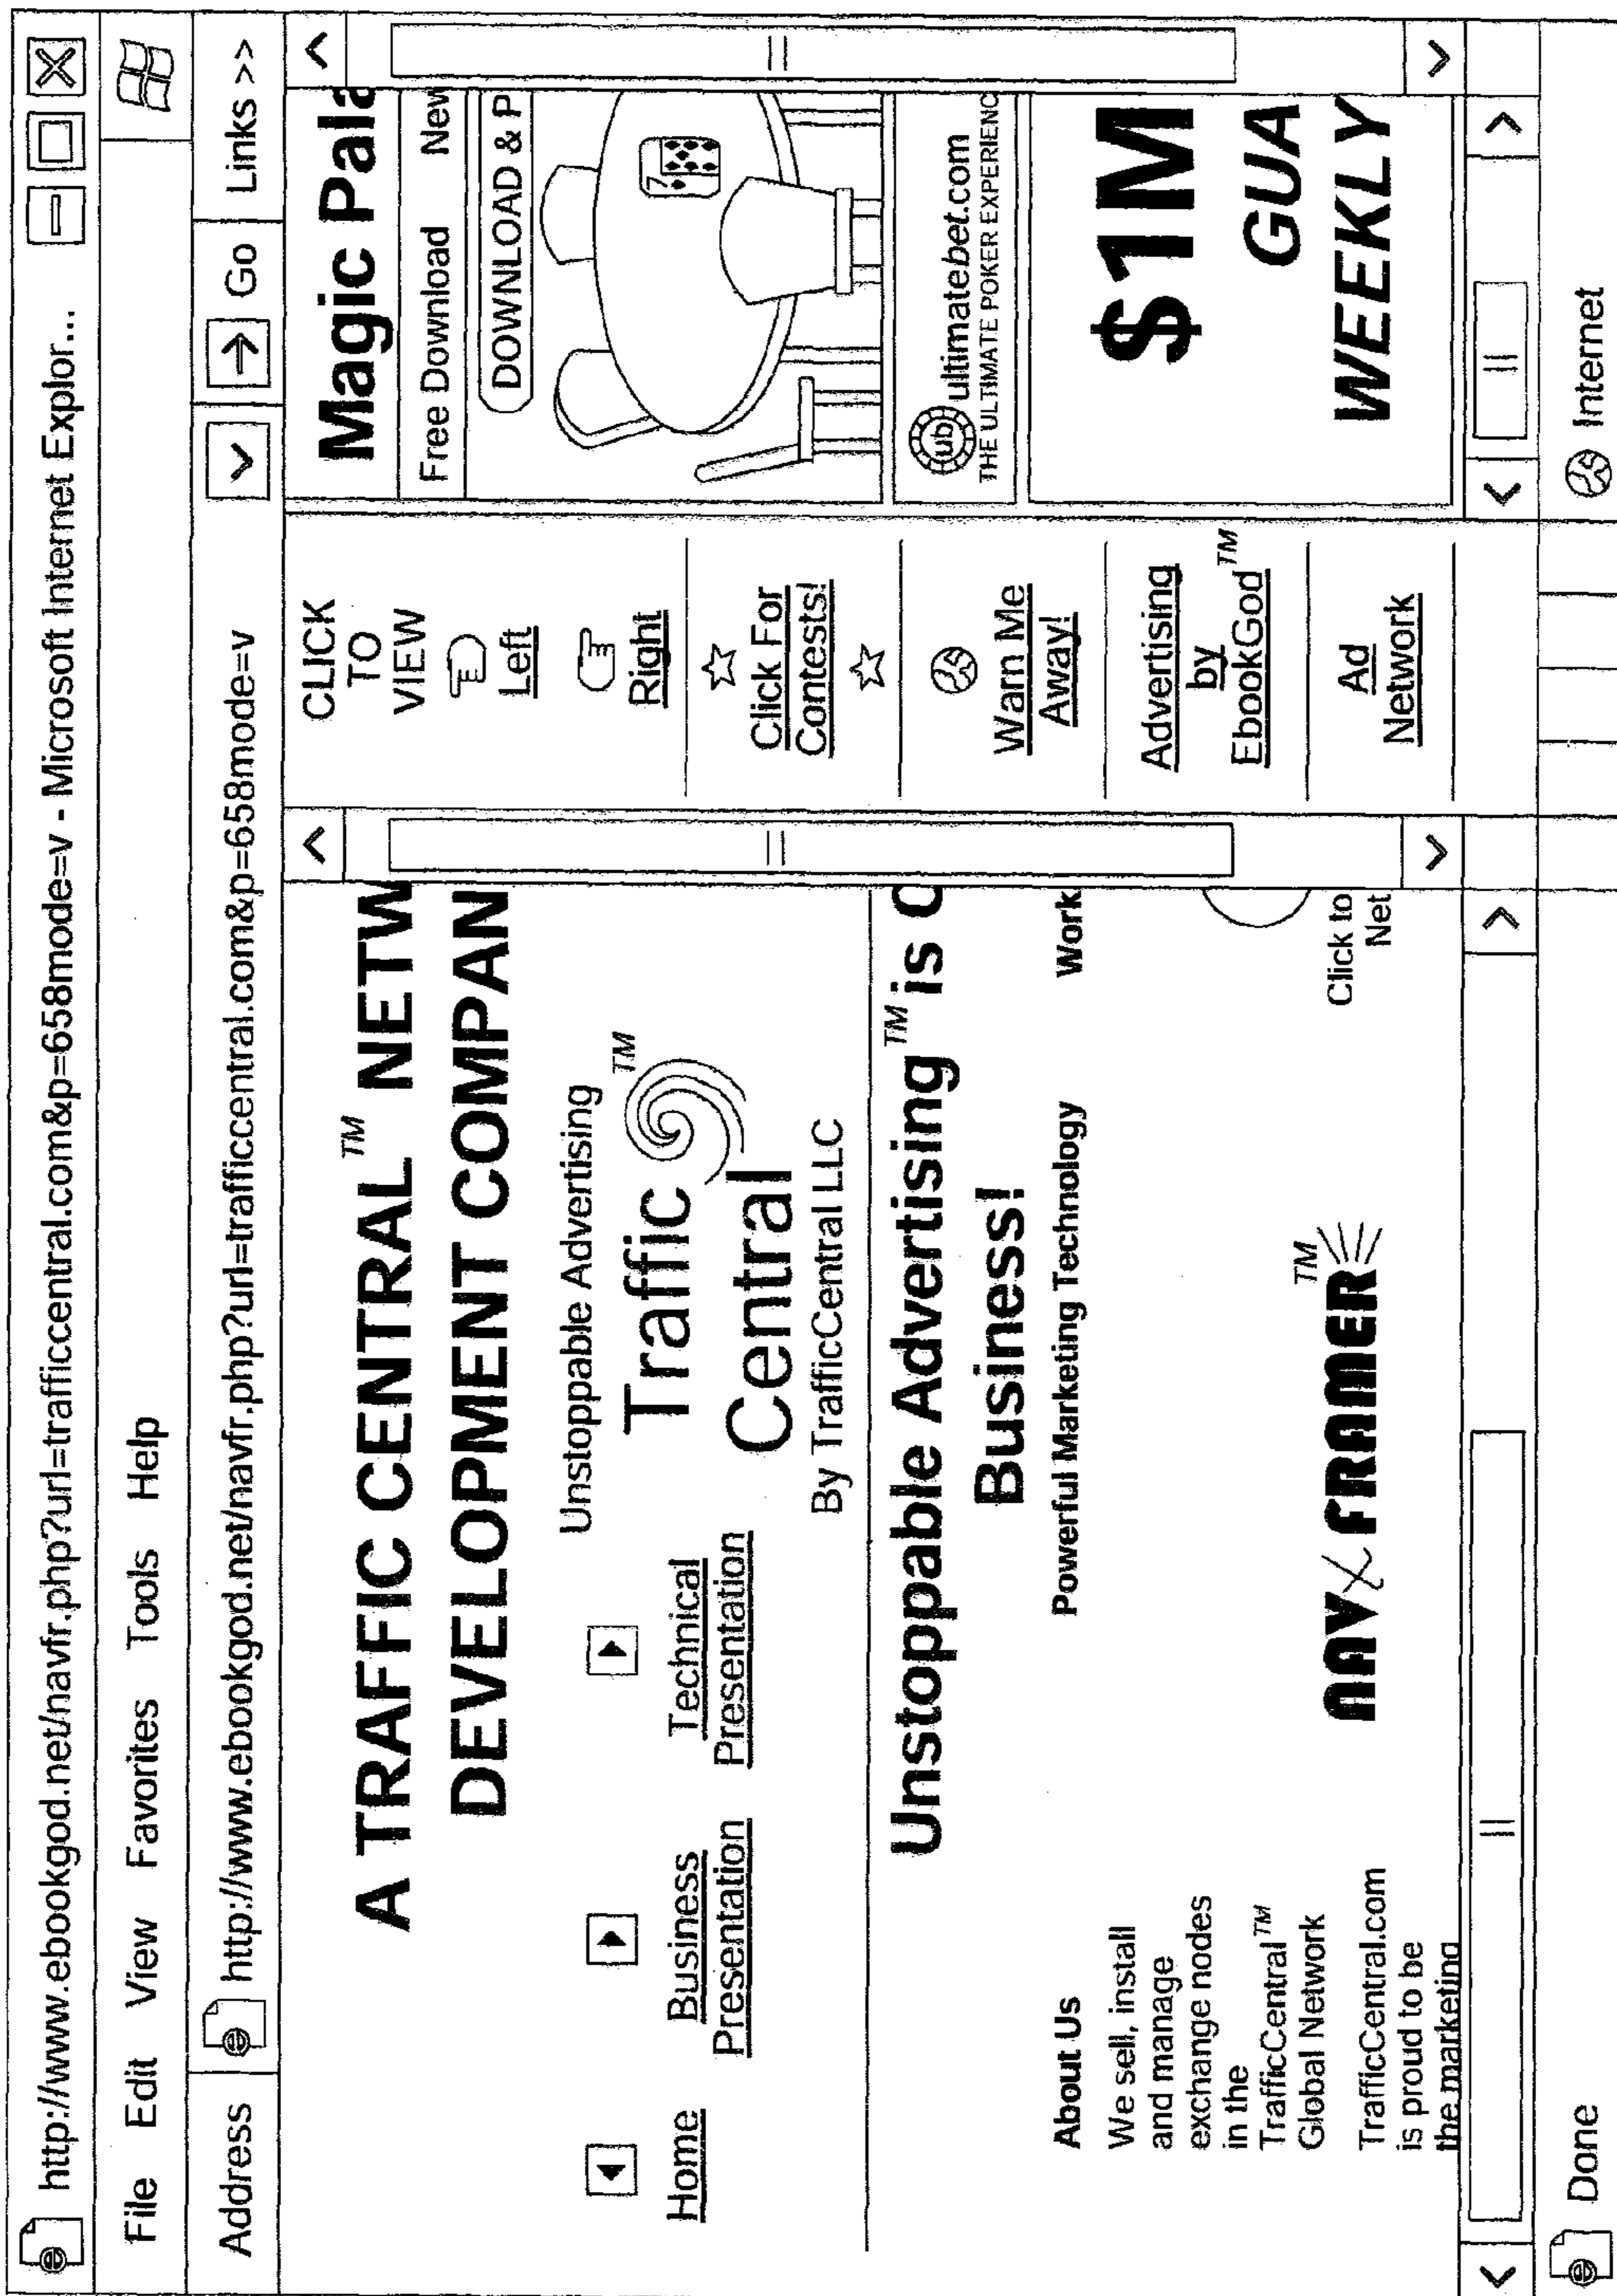 http://www.ebookgod.net/navfr.php?url=trafficcentral.com&p=658mode=v - Microsoft Internet Explor...
File Edit View Favorites Tools Help
Address http://www.ebookgod.net/navfr.php?url=trafficcentral.com&p=658mode=v Go Links >>
A TRAFFIC CENTRAL™ NETW
DEVELOPMENT COMPAN
Home
Business
Presentation
Technical
Presentation
Unstoppable Advertising
Traffic TM
Central
By TrafficCentral LLC
Unstoppable Advertising™ is
Business!
About Us
We sell, install
and manage
exchange nodes
in the
TrafficCentral™
Global Network
TrafficCentral.com
is proud to be
the marketing
Powerful Marketing Technology
NAV FRAMER™
Work
Click to
Net
CLICK
TO
VIEW
Left
Right
Click For
Contests!
Warn Me
Away!
Advertising
by
EbookGod™
Ad
Network
Magic Pala
Free Download New
DOWNLOAD & P
7
ub ultimatebet.com
THE ULTIMATE POKER EXPERIENC
$1M
GUA
WEEKLY
Done
Internet